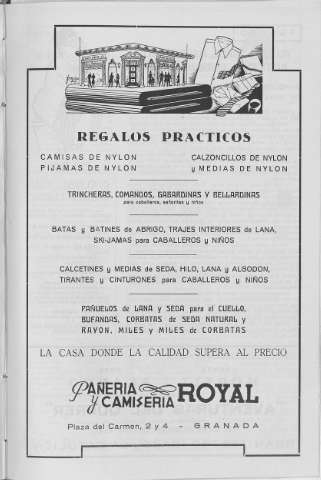 REGALOS PRACTICOS
CAMISAS DE NYLON
PIJAMAS DE NYLON
CALZONCILLOS DE NYLON
y MEDIAS DE NYLON
TRINCHERAS, COMANDOS, GABARDINAS Y BELLARDINAS
para caballeros, señoritas y niños
BATAS y BATINES de ABRIGO, TRAJES INTERIORES de LANA,
SKI-JAMAS para CABALLEROS y NIÑOS
CALCETINES y MEDIAS de SEDA, HILO, LANA y ALGODON,
TIRANTES y CINTURONES para CABALLEROS y NIÑOS
PAÑUELOS de LANA y SEDA para el CUELLO,
BUFANDAS, CORBATAS de SEDA NATURAL y
RAYON, MILES y MILES de CORBATAS
LA CASA DONDE LA CALIDAD SUPERA AL PRECIO
PAÑERIA
y CAMISERIA
ROYAL
Plaza del Carmen, 2 y 4 - GRANADA